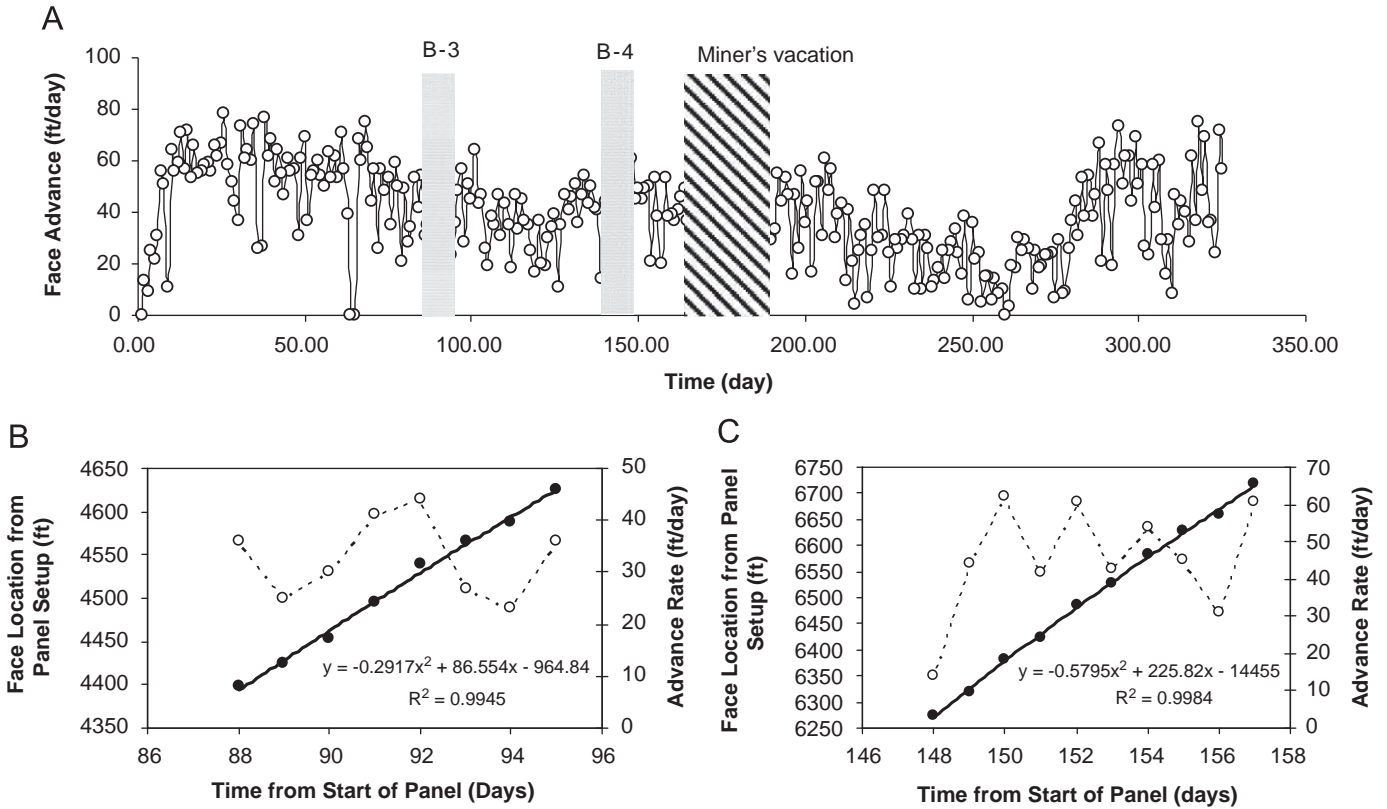 A
B-3
B-4
Miner's vacation
Face Advance (ft/day)
100
80
60
40
20
0
0.00 50.00 100.00 150.00 200.00 250.00 300.00 350.00
Time (day)
B
Face Location from
Panel Setup (ft)
4650
4600
4550
4500
4450
4400
4350
50
40
30
20
10
0
Advance Rate (ft/day)
y = -0.2917x² + 86.554x - 964.84
R² = 0.9945
86 88 90 92 94 96
Time from Start of Panel (Days)
C
Face Location from Panel
Setup (ft)
6750
6700
6650
6600
6550
6500
6450
6400
6350
6300
6250
70
60
50
40
30
20
10
0
Advance Rate (ft/day)
y = -0.5795x² + 225.82x - 14455
R² = 0.9984
146 148 150 152 154 156 158
Time from Start of Panel (days)